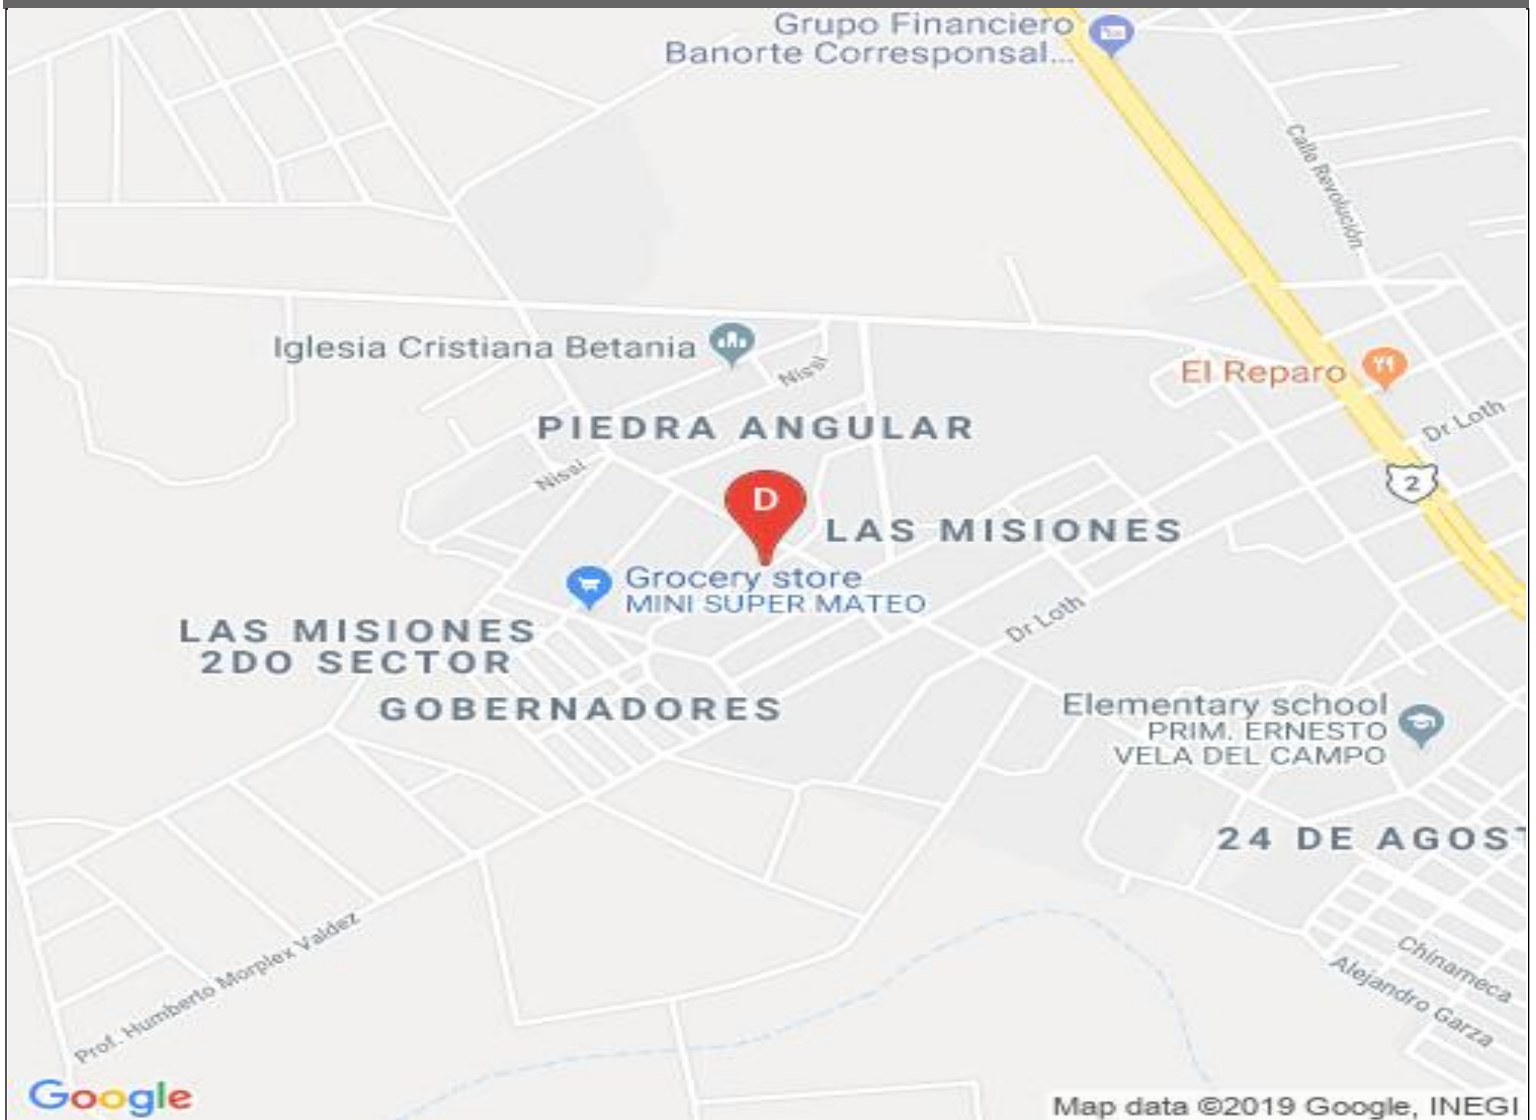 Grupo Financiero
Banorte Corresponsal...
Calle Revolución
Iglesia Cristiana Betania
Nissi
El Reparo
PIEDRA ANGULAR
Dr Loth
Nissi
2
D
LAS MISIONES
Grocery store
MINI SUPER MATEO
Dr Loth
LAS MISIONES
2DO SECTOR
GOBERNADORES
Elementary school
PRIM. ERNESTO
VELA DEL CAMPO
24 DE AGOST
Prof. Humberto Morplex Valdez
Chinameca
Alejandro Garza
Google
Map data ©2019 Google, INEGI